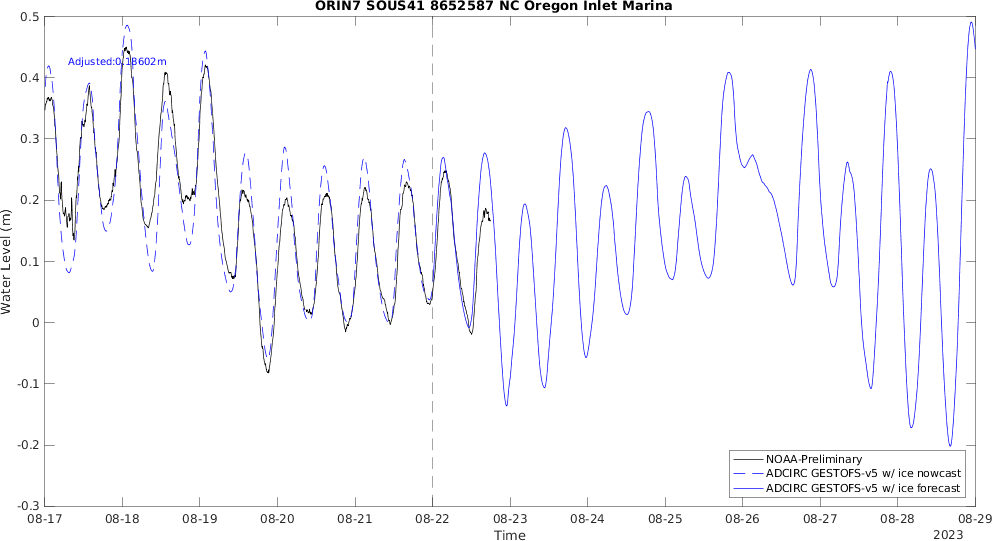 ORIN7 SOUS41 8652587 NC Oregon Inlet Marina
0.5
0.4
0.3
0.2
0.1
0
-0.1
-0.2
-0.3
Water Level (m)
Adjusted:0.18602m
NOAA-Preliminary
ADCIRC GESTOFS-v5 w/ ice nowcast
ADCIRC GESTOFS-v5 w/ ice forecast
08-17 08-18 08-19 08-20 08-21 08-22 08-23 08-24 08-25 08-26 08-27 08-28 08-29
Time
2023